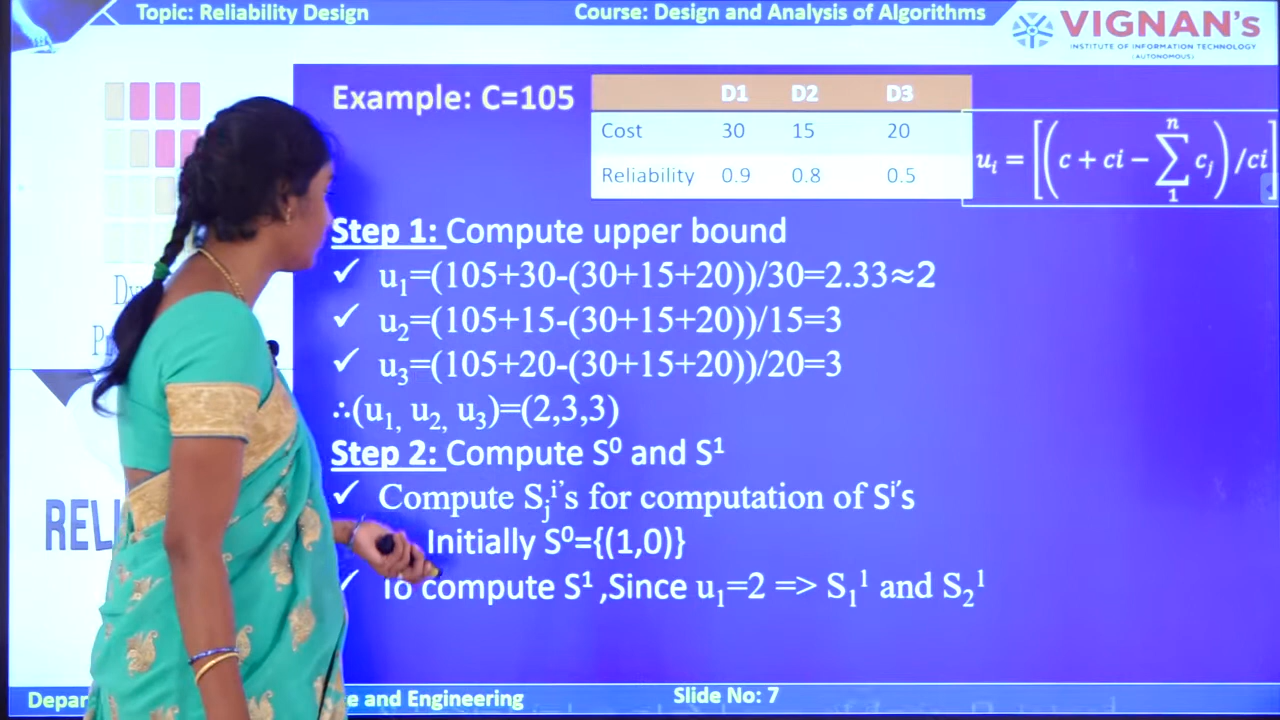 Topic: Reliability Design
Course: Design and Analysis of Algorithms
VIGNAN's
INSTITUTE OF INFORMATION TECHNOLOGY
(AUTONOMOUS)
Example: C=105
D1 D2 D3
Cost 30 15 20
Reliability 0.9 0.8 0.5
uᵢ = [(c + ci − ∑₁ⁿ cⱼ) /ci]
Step 1: Compute upper bound
✓ u₁=(105+30-(30+15+20))/30=2.33≈2
✓ u₂=(105+15-(30+15+20))/15=3
✓ u₃=(105+20-(30+15+20))/20=3
∴(u₁, u₂, u₃)=(2,3,3)
Step 2: Compute S⁰ and S¹
✓ Compute Sⱼⁱ's for computation of Sⁱ's
Initially S⁰={(1,0)}
✓ To compute S¹ ,Since u₁=2 => S₁¹ and S₂¹
e and Engineering
Slide No: 7